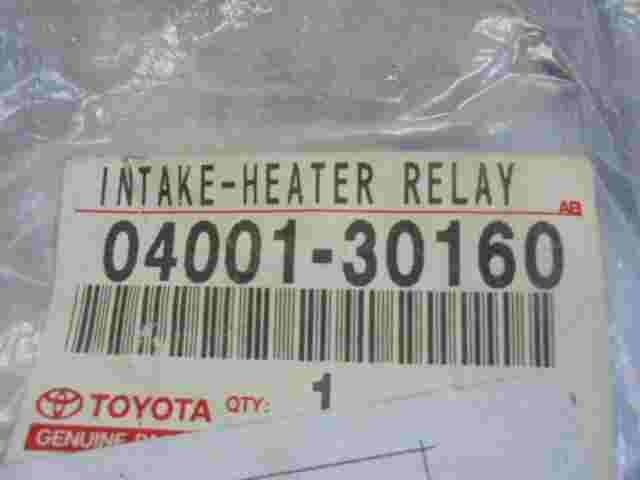 INTAKE-HEATER RELAY
AB
04001-30160
TOYOTA QTY: 1
GENUINE